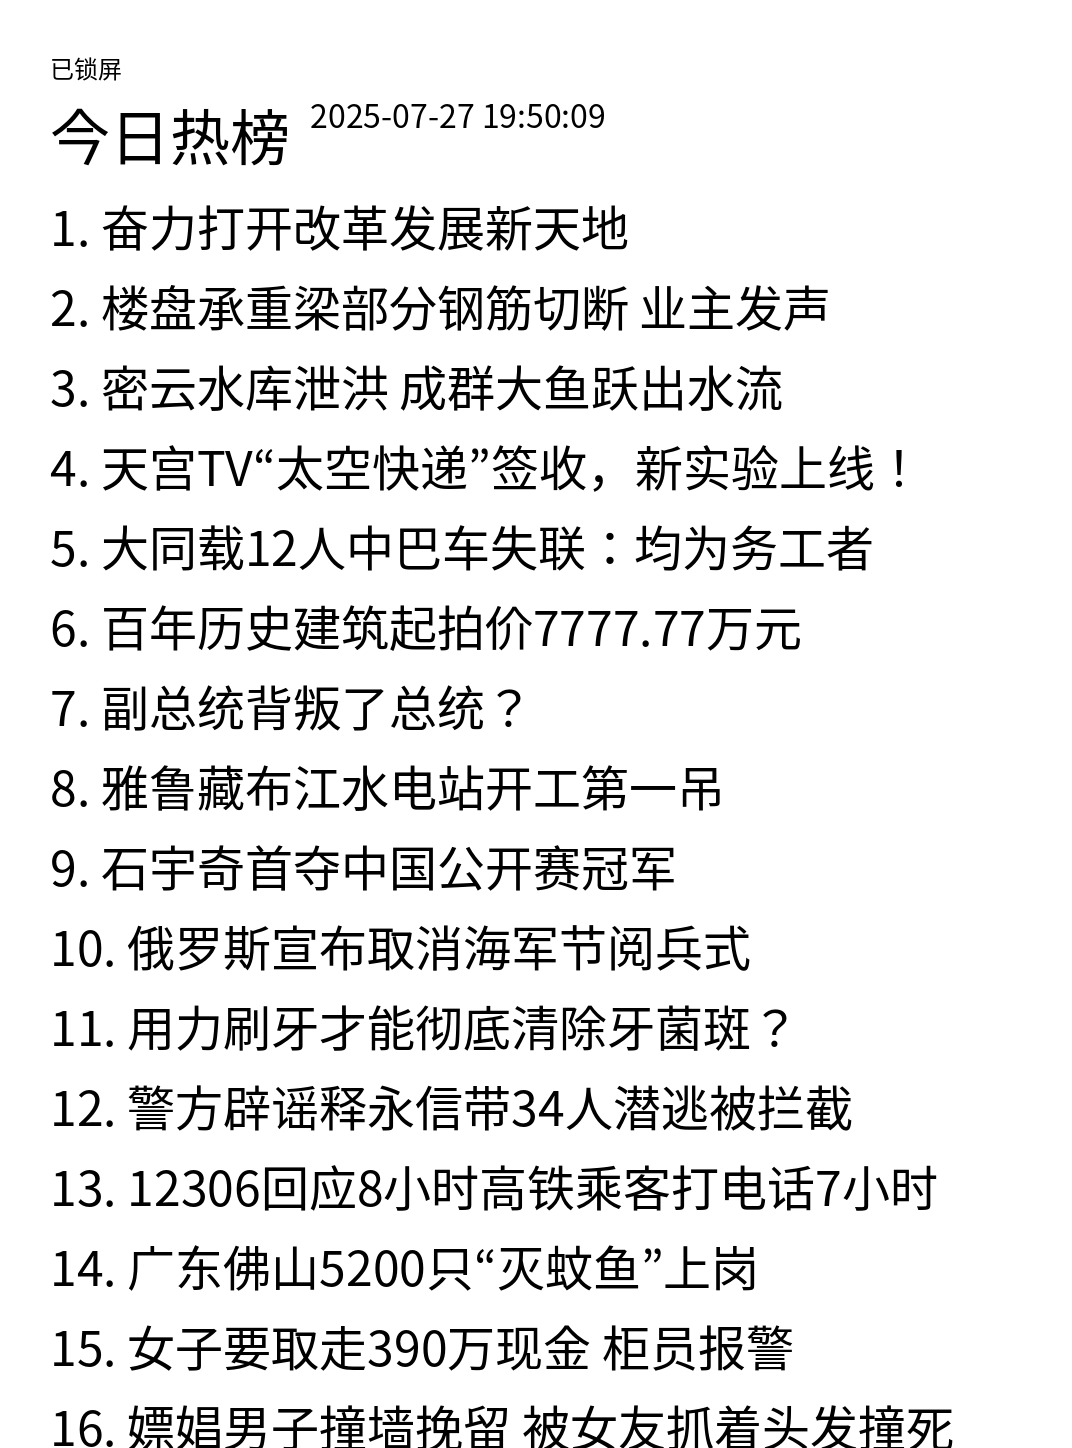 已锁屏
今日热榜 2025-07-27 19:50:09
1. 奋力打开改革发展新天地
2. 楼盘承重梁部分钢筋切断 业主发声
3. 密云水库泄洪 成群大鱼跃出水流
4. 天宫TV“太空快递”签收，新实验上线！
5. 大同载12人中巴车失联：均为务工者
6. 百年历史建筑起拍价7777.77万元
7. 副总统背叛了总统？
8. 雅鲁藏布江水电站开工第一吊
9. 石宇奇首夺中国公开赛冠军
10. 俄罗斯宣布取消海军节阅兵式
11. 用力刷牙才能彻底清除牙菌斑？
12. 警方辟谣释永信带34人潜逃被拦截
13. 12306回应8小时高铁乘客打电话7小时
14. 广东佛山5200只“灭蚊鱼”上岗
15. 女子要取走390万现金 柜员报警
16. 嫖娼男子撞墙挽留 被女友抓着头发撞死